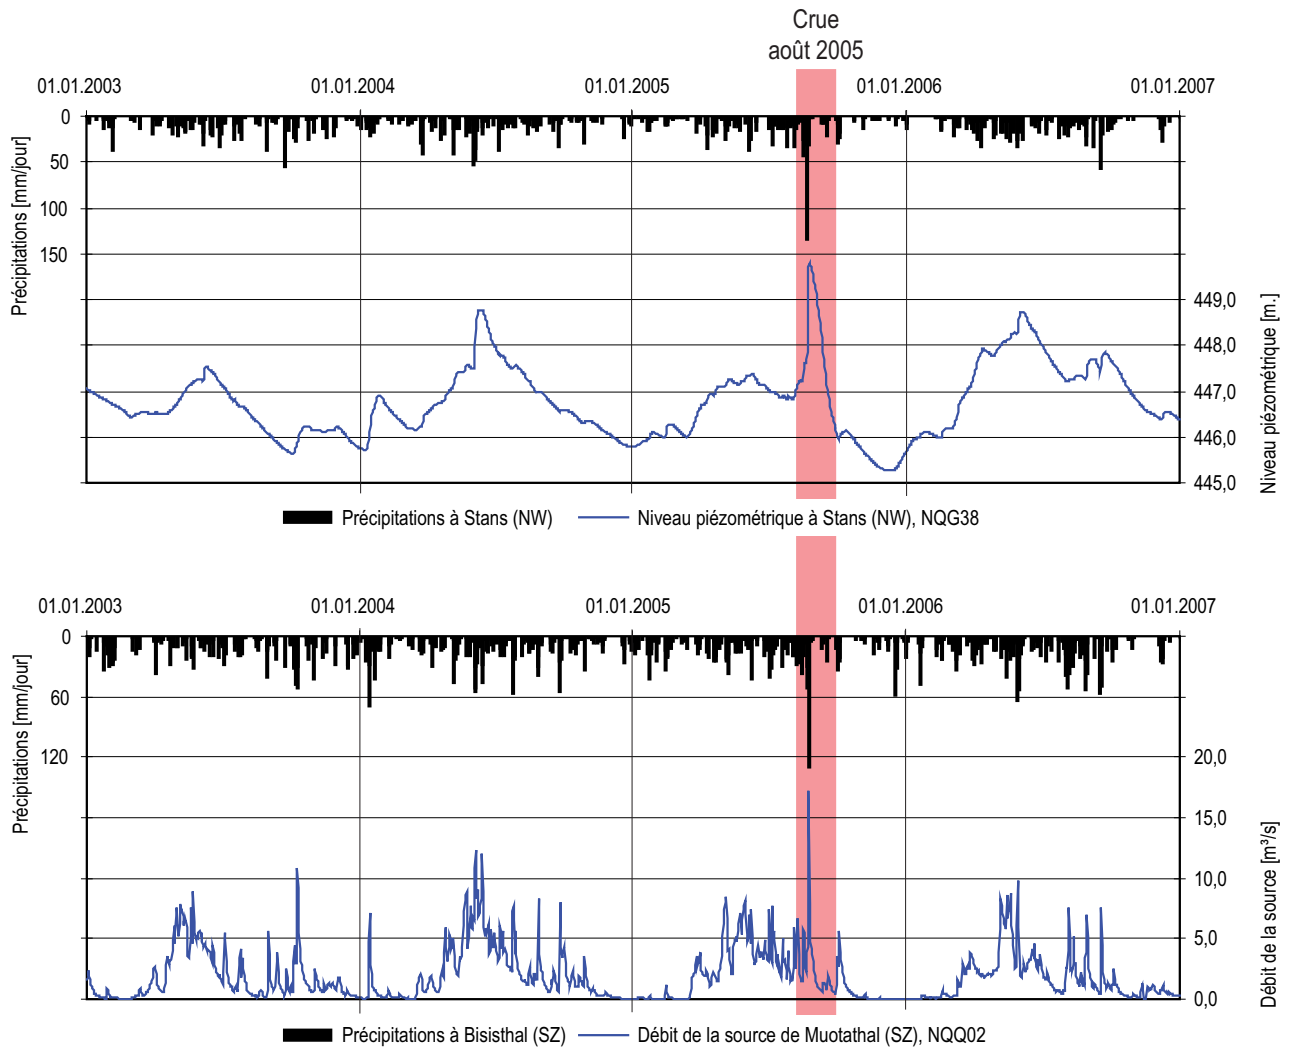 Crue
août 2005
01.01.2003 01.01.2004 01.01.2005 01.01.2006 01.01.2007
Précipitations [mm/jour]
0
50
100
150
449,0
448,0
447,0
446,0
445,0
Niveau piézométrique [m.]
Précipitations à Stans (NW) Niveau piézométrique à Stans (NW), NQG38
01.01.2003 01.01.2004 01.01.2005 01.01.2006 01.01.2007
Précipitations [mm/jour]
0
60
120
20,0
15,0
10,0
5,0
0,0
Débit de la source [m³/s]
Précipitations à Bisisthal (SZ) Débit de la source de Muotathal (SZ), NQQ02